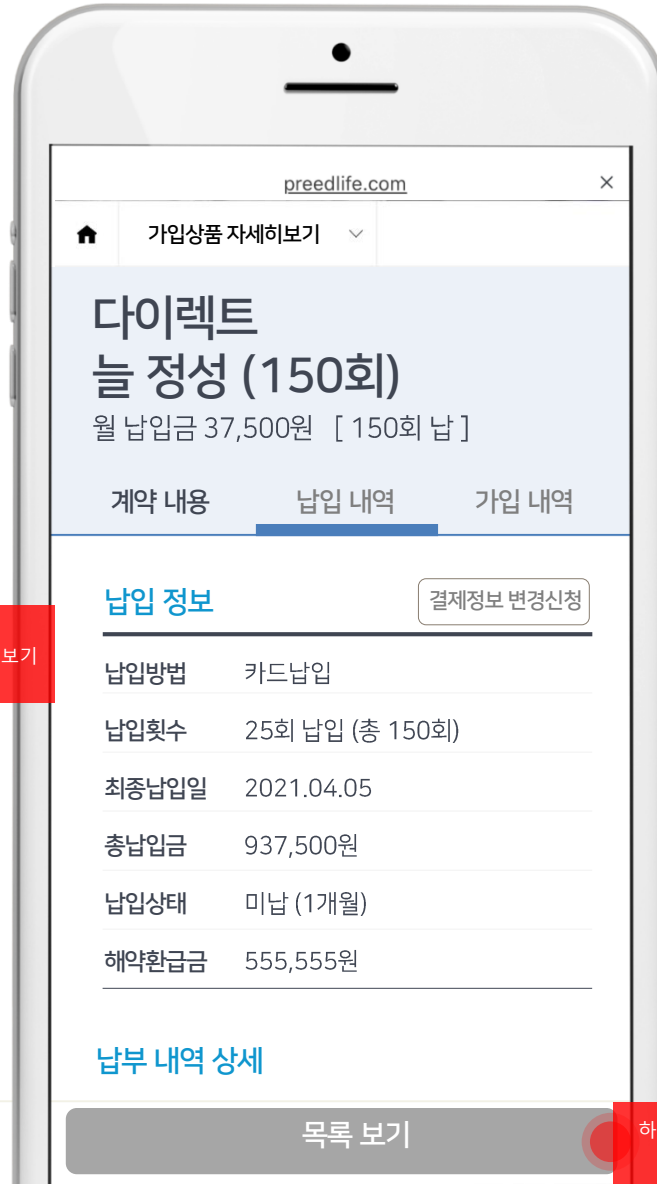 preedlife.com
가입상품 자세히보기
다이렉트
늘 정성 (150회)
월 납입금 37,500원 [ 150회 납 ]
계약 내용 납입 내역 가입 내역
납입 정보 결제정보 변경신청
보기
납입방법 카드납입
납입횟수 25회 납입 (총 150회)
최종납입일 2021.04.05
총납입금 937,500원
납입상태 미납 (1개월)
해약환급금 555,555원
납부 내역 상세
목록 보기
하